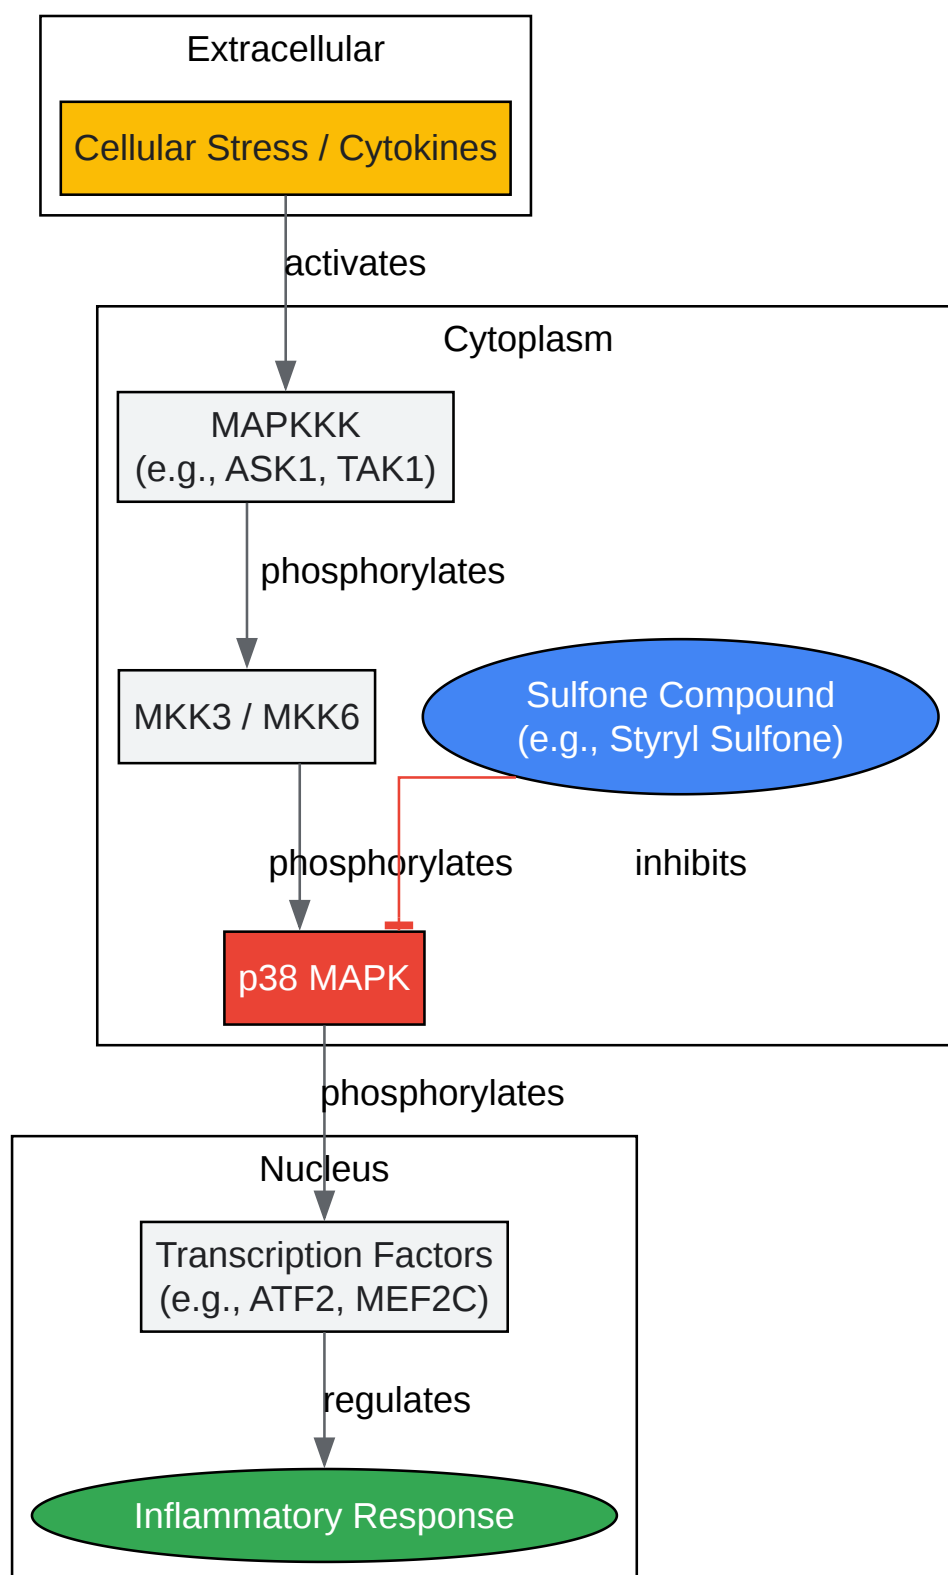 Extracellular
Cellular Stress / Cytokines
activates
Cytoplasm
MAPKKK
(e.g., ASK1, TAK1)
phosphorylates
MKK3 / MKK6
Sulfone Compound
(e.g., Styryl Sulfone)
phosphorylates
inhibits
p38 MAPK
phosphorylates
Nucleus
Transcription Factors
(e.g., ATF2, MEF2C)
regulates
Inflammatory Response